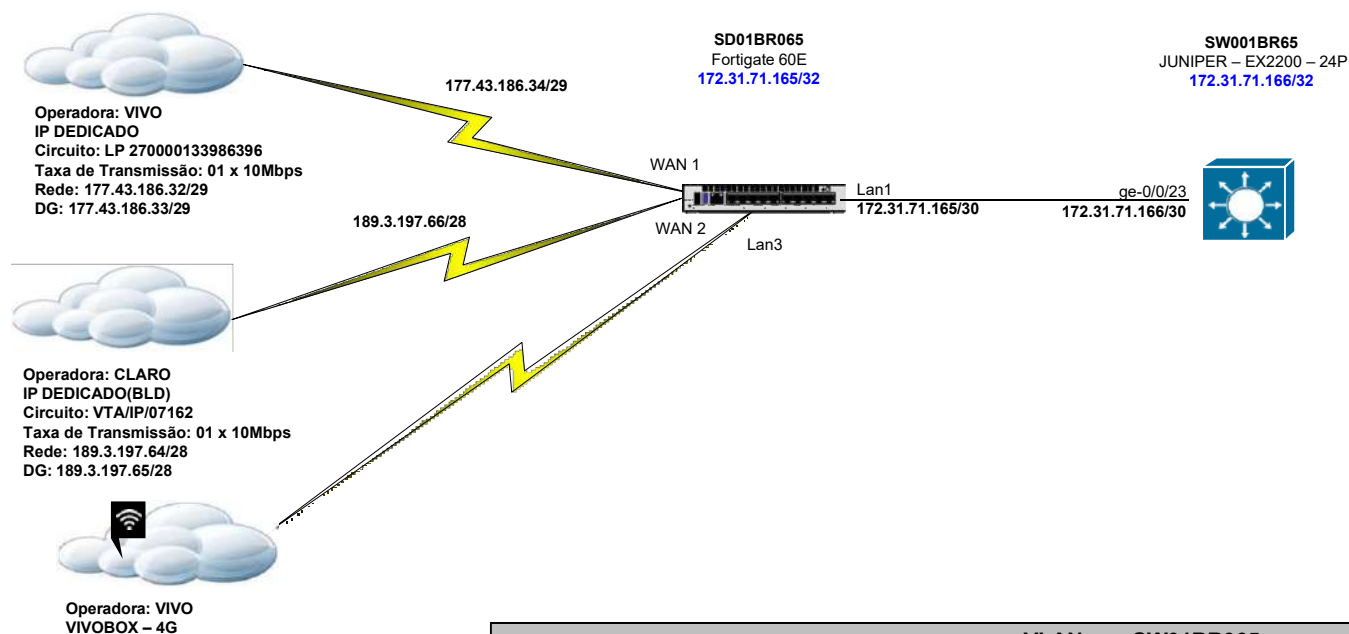 SD01BR065
Fortigate 60E
172.31.71.165/32
SW001BR65
JUNIPER – EX2200 – 24P
172.31.71.166/32
177.43.186.34/29
Operadora: VIVO
IP DEDICADO
Circuito: LP 270000133986396
Taxa de Transmissão: 01 x 10Mbps
Rede: 177.43.186.32/29
DG: 177.43.186.33/29
WAN 1
Lan1
172.31.71.165/30
ge-0/0/23
172.31.71.166/30
189.3.197.66/28
WAN 2
Lan3
Operadora: CLARO
IP DEDICADO(BLD)
Circuito: VTA/IP/07162
Taxa de Transmissão: 01 x 10Mbps
Rede: 189.3.197.64/28
DG: 189.3.197.65/28
Operadora: VIVO
VIVOBOX – 4G